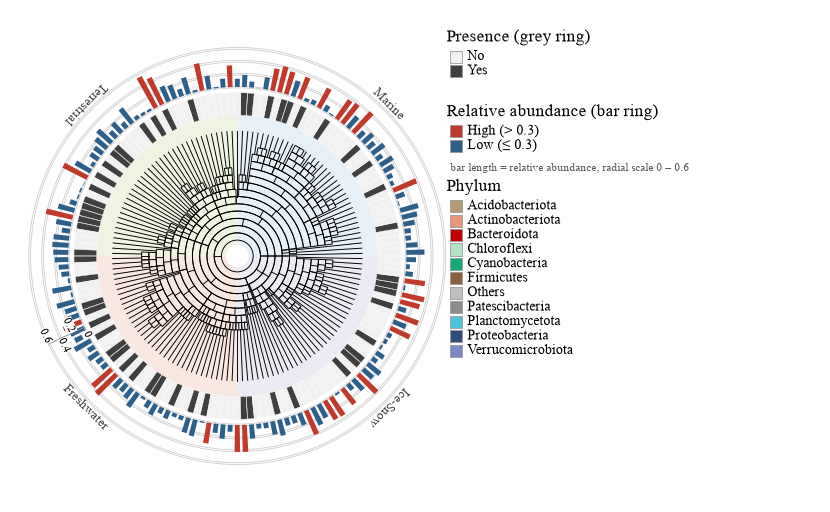 Presence (grey ring)
No
Yes
Relative abundance (bar ring)
High (> 0.3)
Low (≤ 0.3)
bar length = relative abundance, radial scale 0 – 0.6
Phylum
Acidobacteriota
Actinobacteriota
Bacteroidota
Chloroflexi
Cyanobacteria
Firmicutes
Others
Patescibacteria
Planctomycetota
Proteobacteria
Verrucomicrobiota
Terrestrial
Marine
Freshwater
Ice-Snow
0
0.2
0.4
0.6